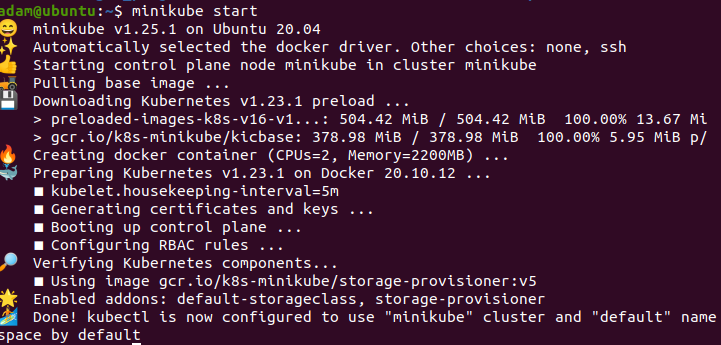 adam@ubuntu:~$ minikube start
😄 minikube v1.25.1 on Ubuntu 20.04
✨ Automatically selected the docker driver. Other choices: none, ssh
👍 Starting control plane node minikube in cluster minikube
🚜 Pulling base image ...
💾 Downloading Kubernetes v1.23.1 preload ...
> preloaded-images-k8s-v16-v1...: 504.42 MiB / 504.42 MiB 100.00% 13.67 Mi
> gcr.io/k8s-minikube/kicbase: 378.98 MiB / 378.98 MiB 100.00% 5.95 MiB p/
🔥 Creating docker container (CPUs=2, Memory=2200MB) ...
🐳 Preparing Kubernetes v1.23.1 on Docker 20.10.12 ...
▪ kubelet.housekeeping-interval=5m
▪ Generating certificates and keys ...
▪ Booting up control plane ...
▪ Configuring RBAC rules ...
🔎 Verifying Kubernetes components...
▪ Using image gcr.io/k8s-minikube/storage-provisioner:v5
🌟 Enabled addons: default-storageclass, storage-provisioner
🏄 Done! kubectl is now configured to use "minikube" cluster and "default" name
space by default